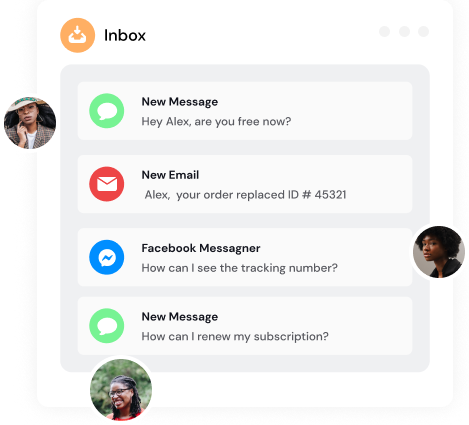 Inbox
New Message
Hey Alex, are you free now?
New Email
Alex, your order replaced ID # 45321
Facebook Messagner
How can I see the tracking number?
New Message
How can I renew my subscription?